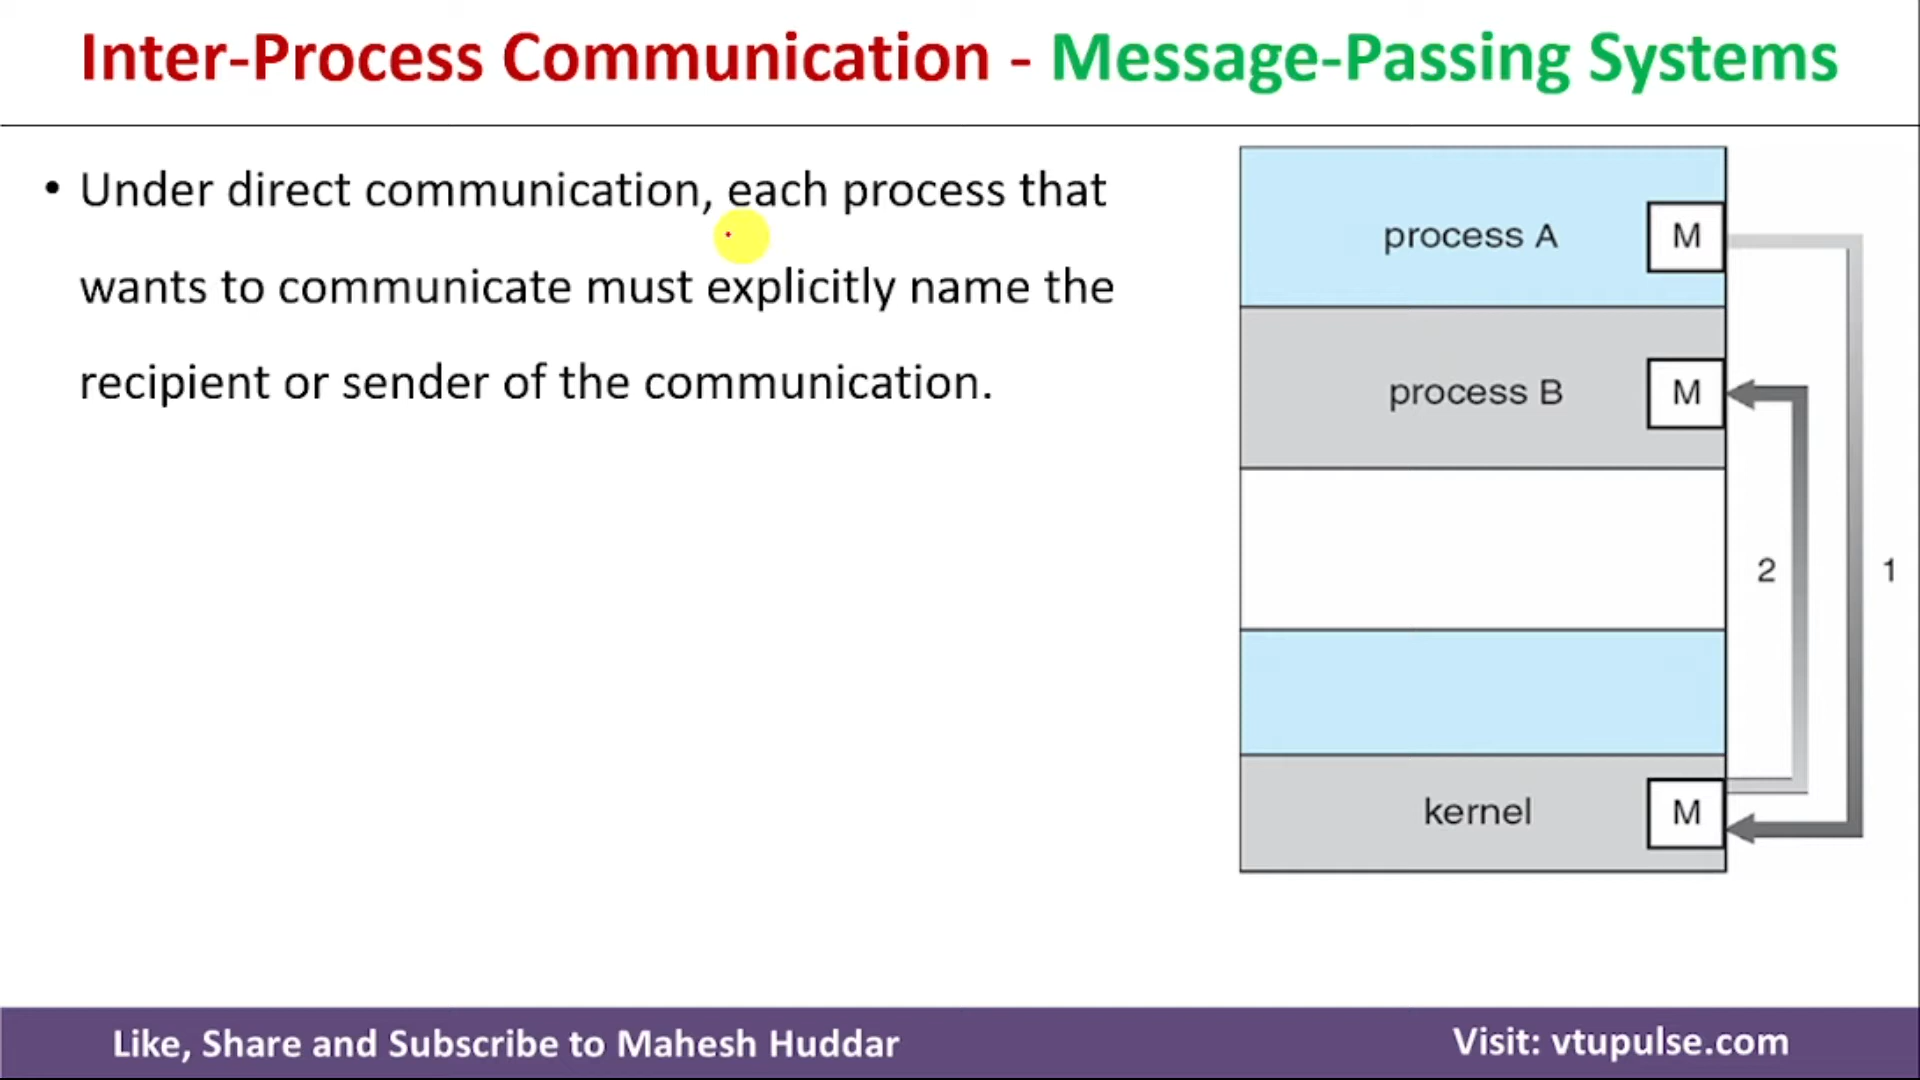 Inter-Process Communication - Message-Passing Systems
• Under direct communication, each process that
wants to communicate must explicitly name the
recipient or sender of the communication.
process A
M
process B
M
2
1
kernel
M
Like, Share and Subscribe to Mahesh Huddar
Visit: vtupulse.com